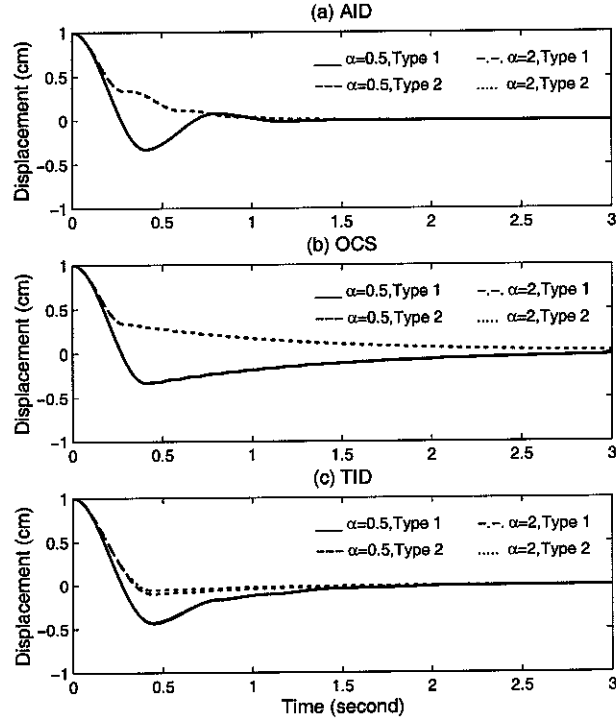 (a) AID
Displacement (cm)
1
0.5
0
−0.5
−1
α=0.5,Type 1
α=2,Type 1
α=0.5,Type 2
α=2,Type 2
0 0.5 1 1.5 2 2.5 3
(b) OCS
Displacement (cm)
1
0.5
0
−0.5
−1
α=0.5,Type 1
α=2,Type 1
α=0.5,Type 2
α=2,Type 2
0 0.5 1 1.5 2 2.5 3
(c) TID
Displacement (cm)
1
0.5
0
−0.5
−1
α=0.5,Type 1
α=2,Type 1
α=0.5,Type 2
α=2,Type 2
0 0.5 1 1.5 2 2.5 3
Time (second)